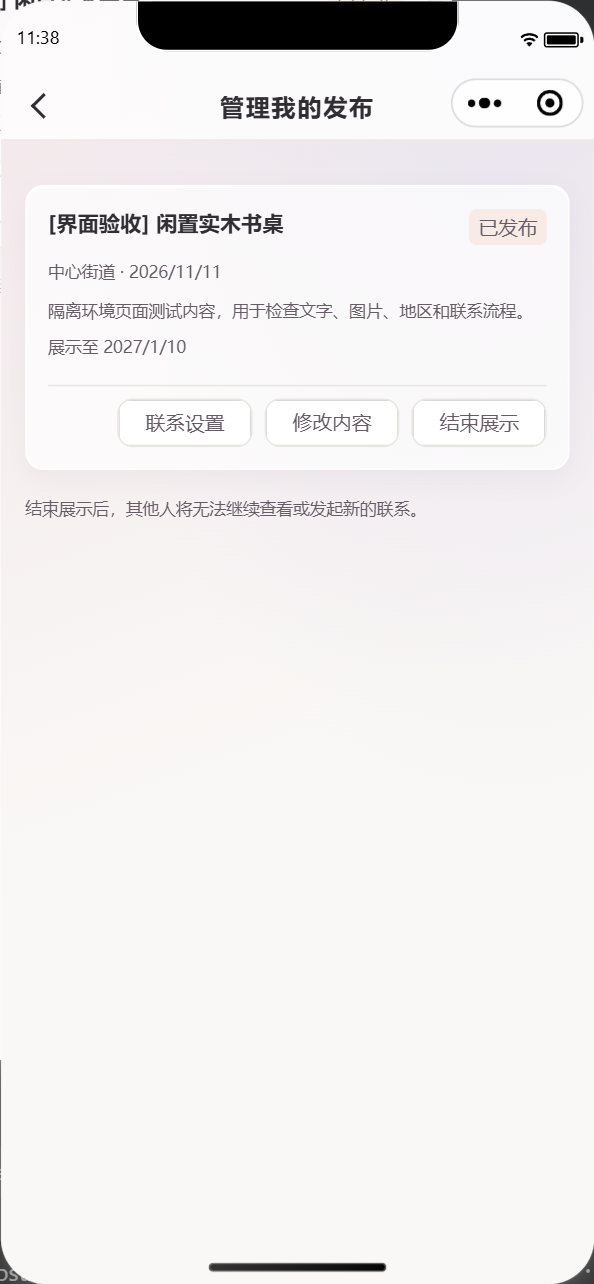 11:38
管理我的发布
[界面验收] 闲置实木书桌
已发布
中心街道 · 2026/11/11
隔离环境页面测试内容，用于检查文字、图片、地区和联系流程。
展示至 2027/1/10
联系设置
修改内容
结束展示
结束展示后，其他人将无法继续查看或发起新的联系。